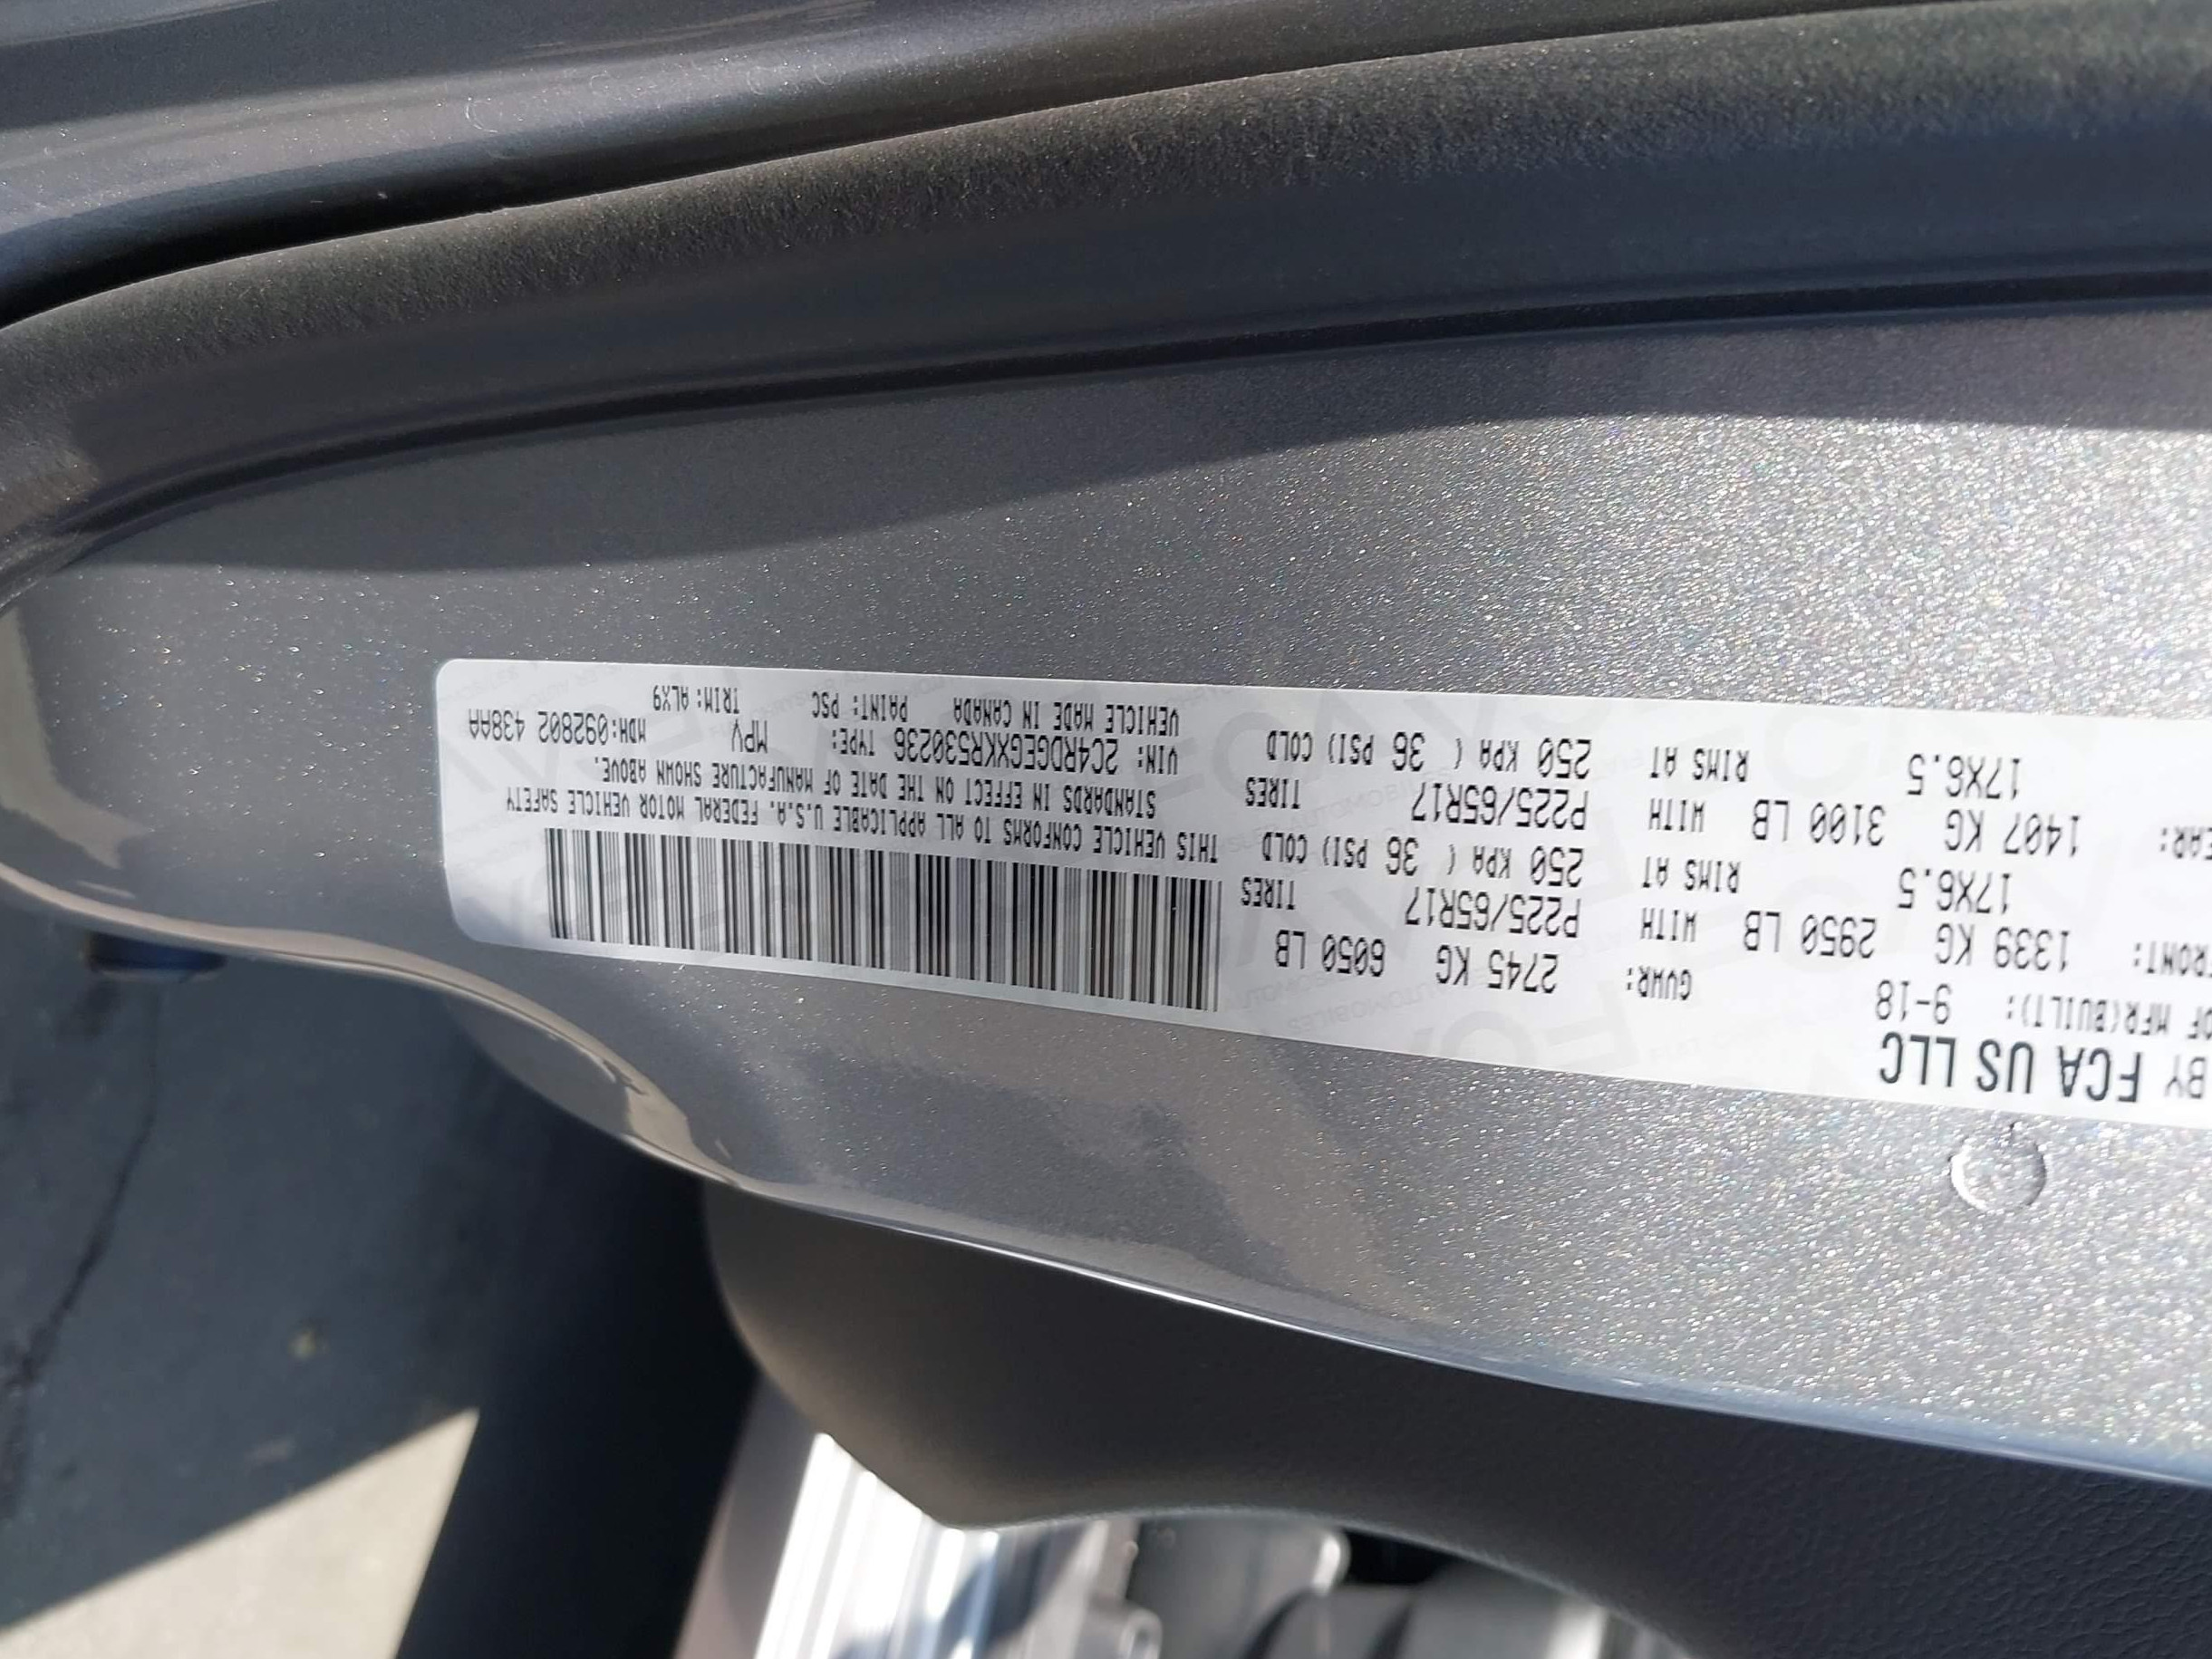 BY FCA US LLC
OF MFR(BUILT): 9-18 GVWR: 2745 KG 6050 LB
FRONT: 1339 KG 2950 LB WITH P225/65R17 TIRES
17X6.5 RIMS AT 250 KPA ( 36 PSI) COLD
1407 KG 3100 LB WITH P225/65R17 TIRES
17X6.5 RIMS AT 250 KPA ( 36 PSI) COLD
THIS VEHICLE CONFORMS TO ALL APPLICABLE U.S.A. FEDERAL MOTOR VEHICLE SAFETY
STANDARDS IN EFFECT ON THE DATE OF MANUFACTURE SHOWN ABOVE.
VIN: 2C4RDGEGXKR530236 TYPE: MPV MDH: 092802 438AA
VEHICLE MADE IN CANADA PAINT: PSC TRIM: ALX9